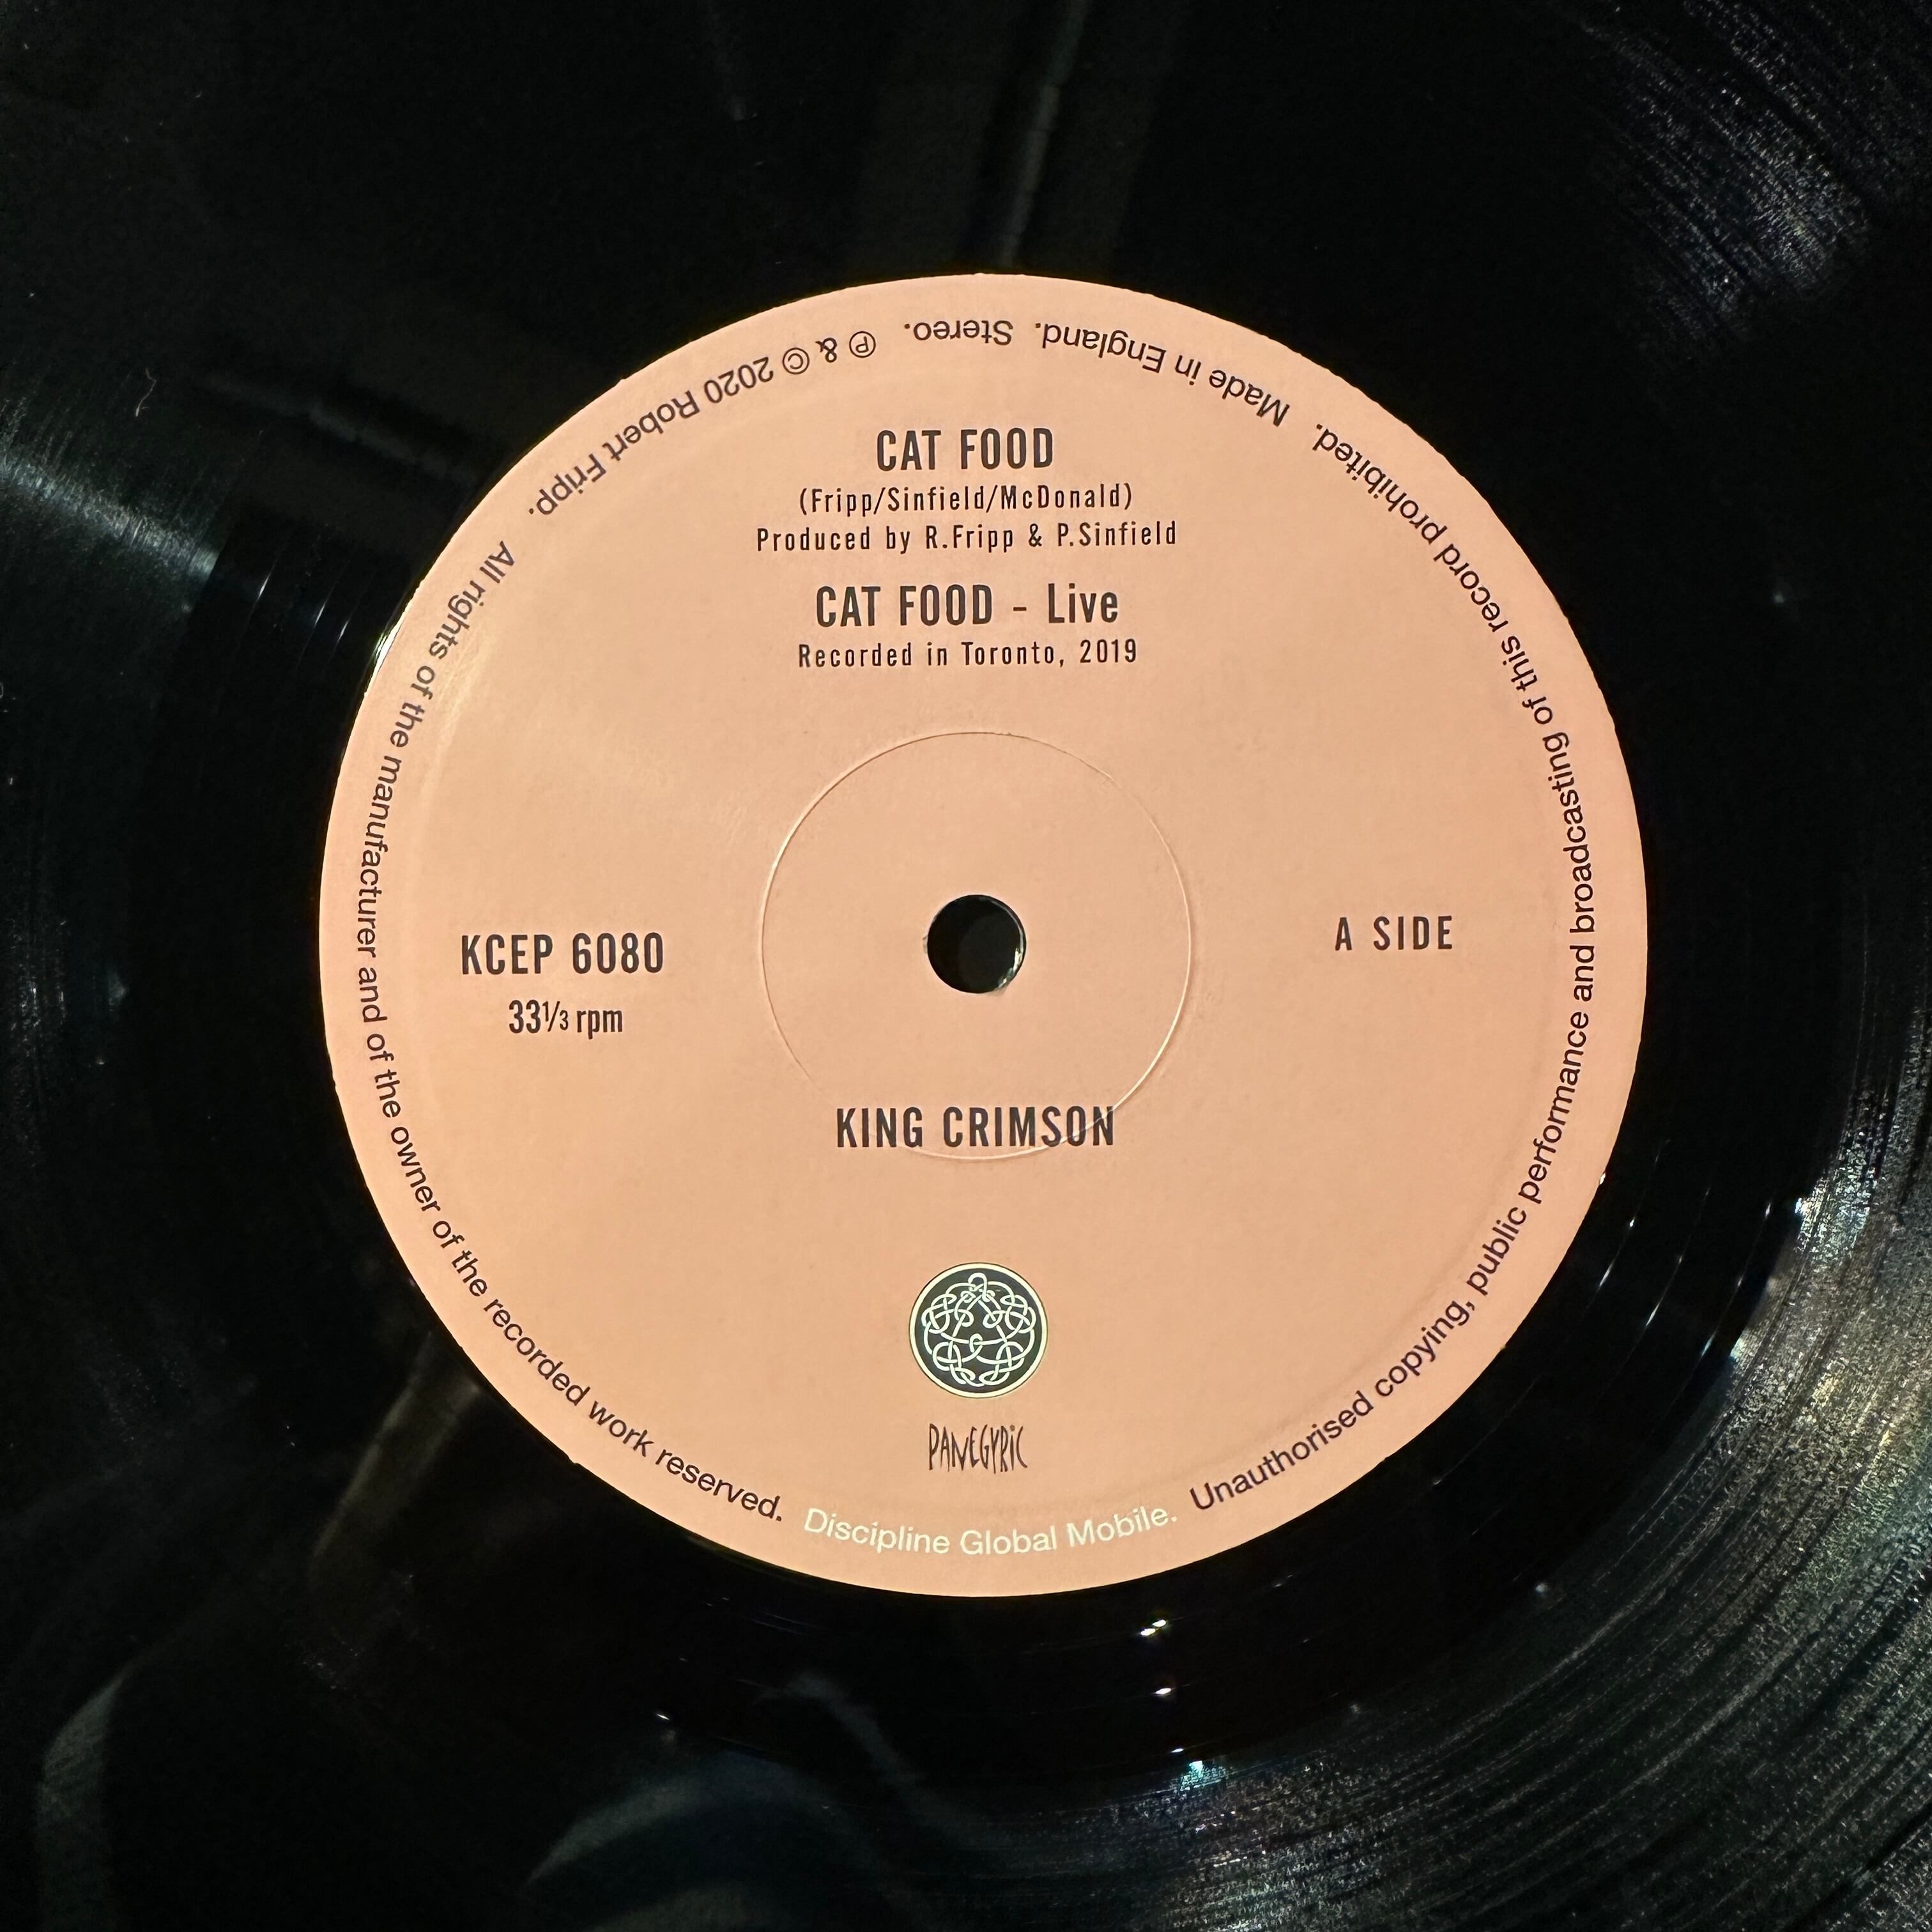 CAT FOOD
(Fripp/Sinfield/McDonald)
Produced by R.Fripp & P.Sinfield
CAT FOOD - Live
Recorded in Toronto, 2019
KCEP 6080
33⅓ rpm
A SIDE
KING CRIMSON
PANEGYRIC
All rights of the manufacturer and of the owner of the recorded work reserved. Discipline Global Mobile. Unauthorised copying, public performance and broadcasting of this record prohibited. Made in England. Stereo. ℗ & © 2020 Robert Fripp.